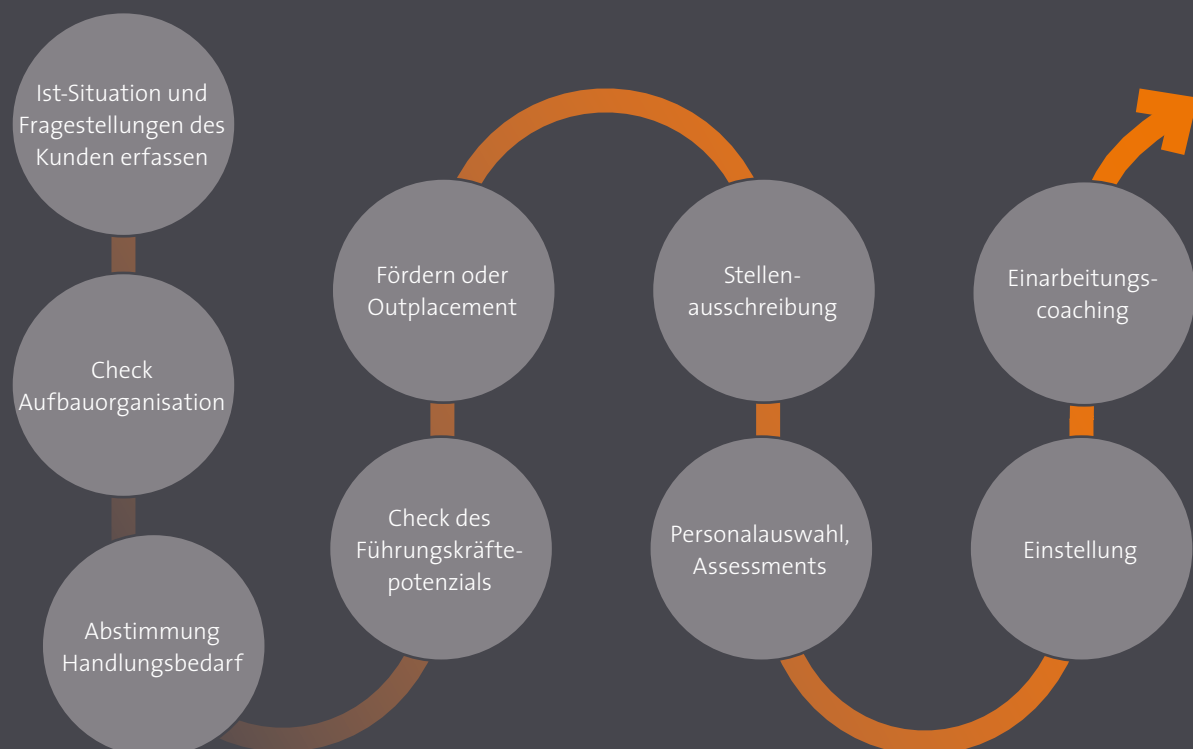 Ist-Situation und
Fragestellungen des
Kunden erfassen
Check
Aufbauorganisation
Abstimmung
Handlungsbedarf
Check des
Führungskräfte-
potenzials
Fördern oder
Outplacement
Stellen-
ausschreibung
Personalauswahl,
Assessments
Einstellung
Einarbeitungs-
coaching